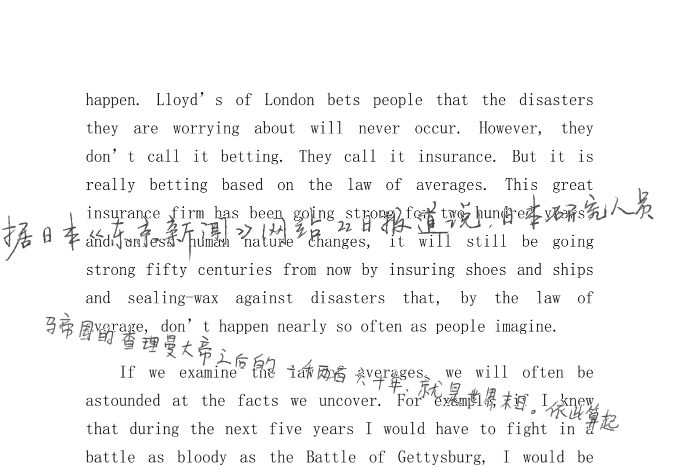 happen. Lloyd’s of London bets people that the disasters
they are worrying about will never occur. However, they
don’t call it betting. They call it insurance. But it is
really betting based on the law of averages. This great
insurance firm has been going strong for two hundred years;
据日本《东京新闻》网站22日报道说,日本研究人员
and unless human nature changes, it will still be going
strong fifty centuries from now by insuring shoes and ships
and sealing-wax against disasters that, by the law of
average, don’t happen nearly so often as people imagine.
马帝国的查理曼大帝之后的一千两百六十年,就是世界末日。依此算起
If we examine the law of averages, we will often be
astounded at the facts we uncover. For example, if I knew
that during the next five years I would have to fight in a
battle as bloody as the Battle of Gettysburg, I would be